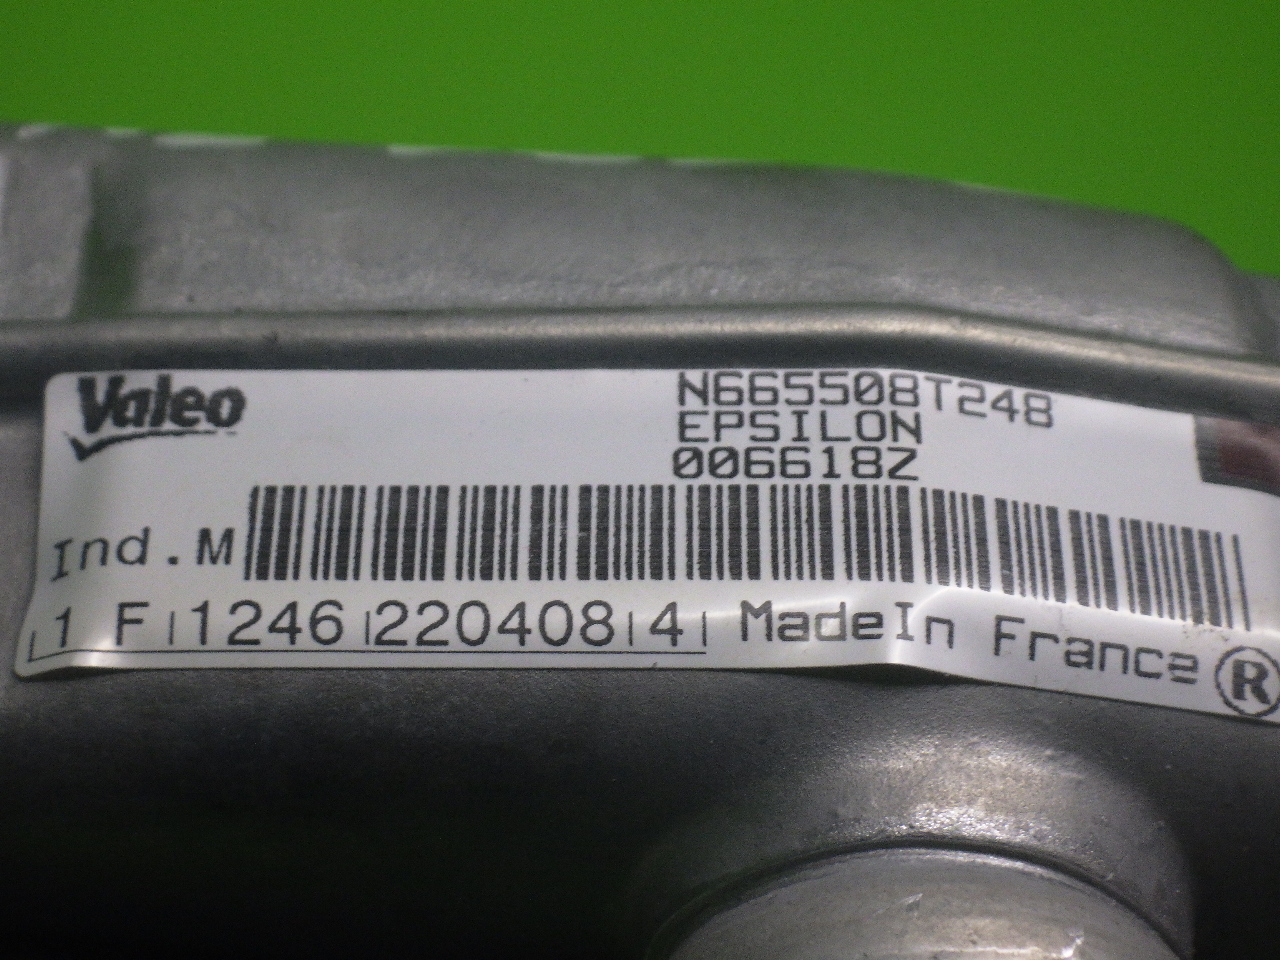 Valeo
N665508T248
EPSILON
006618Z
Ind.M
1 F 1246 220408 4 MadeIn France ®